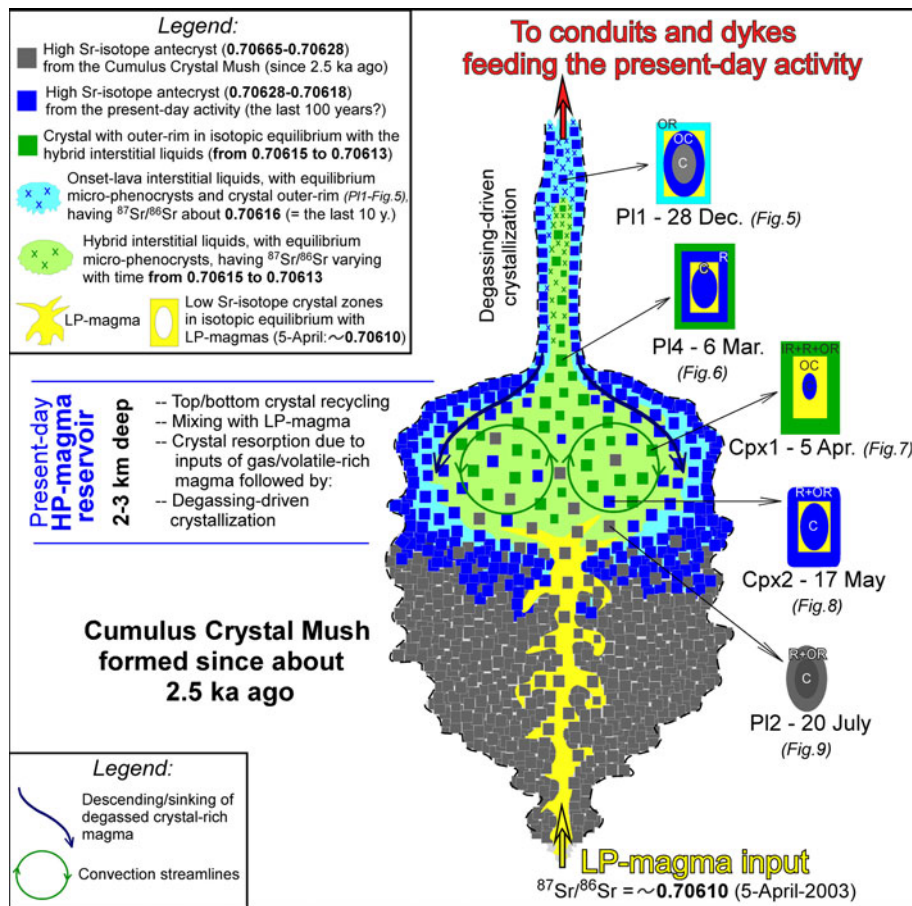 Legend:
High Sr-isotope antecryst (0.70665-0.70628)
from the Cumulus Crystal Mush (since 2.5 ka ago)
High Sr-isotope antecryst (0.70628-0.70618)
from the present-day activity (the last 100 years?)
Crystal with outer-rim in isotopic equilibrium with the
hybrid interstitial liquids (from 0.70615 to 0.70613)
Onset-lava interstitial liquids, with equilibrium
micro-phenocrysts and crystal outer-rim (Pl1-Fig.5),
having ⁸⁷Sr/⁸⁶Sr about 0.70616 (= the last 10 y.)
Hybrid interstitial liquids, with equilibrium
micro-phenocrysts, having ⁸⁷Sr/⁸⁶Sr varying
with time from 0.70615 to 0.70613
LP-magma
Low Sr-isotope crystal zones
in isotopic equilibrium with
LP-magmas (5-April:~0.70610)
To conduits and dykes
feeding the present-day activity
Degassing-driven
crystallization
OR
OC
C
Pl1 - 28 Dec. (Fig.5)
C
R
Pl4 - 6 Mar.
(Fig.6)
IR+R+OR
OC
Cpx1 - 5 Apr. (Fig.7)
R+OR
C
Cpx2 - 17 May
(Fig.8)
R+OR
C
Pl2 - 20 July
(Fig.9)
Present-day
HP-magma
reservoir
2-3 km deep
-- Top/bottom crystal recycling
-- Mixing with LP-magma
-- Crystal resorption due to
inputs of gas/volatile-rich
magma followed by:
-- Degassing-driven
crystallization
Cumulus Crystal Mush
formed since about
2.5 ka ago
Legend:
Descending/sinking of
degassed crystal-rich
magma
Convection streamlines
LP-magma input
⁸⁷Sr/⁸⁶Sr = ~0.70610 (5-April-2003)